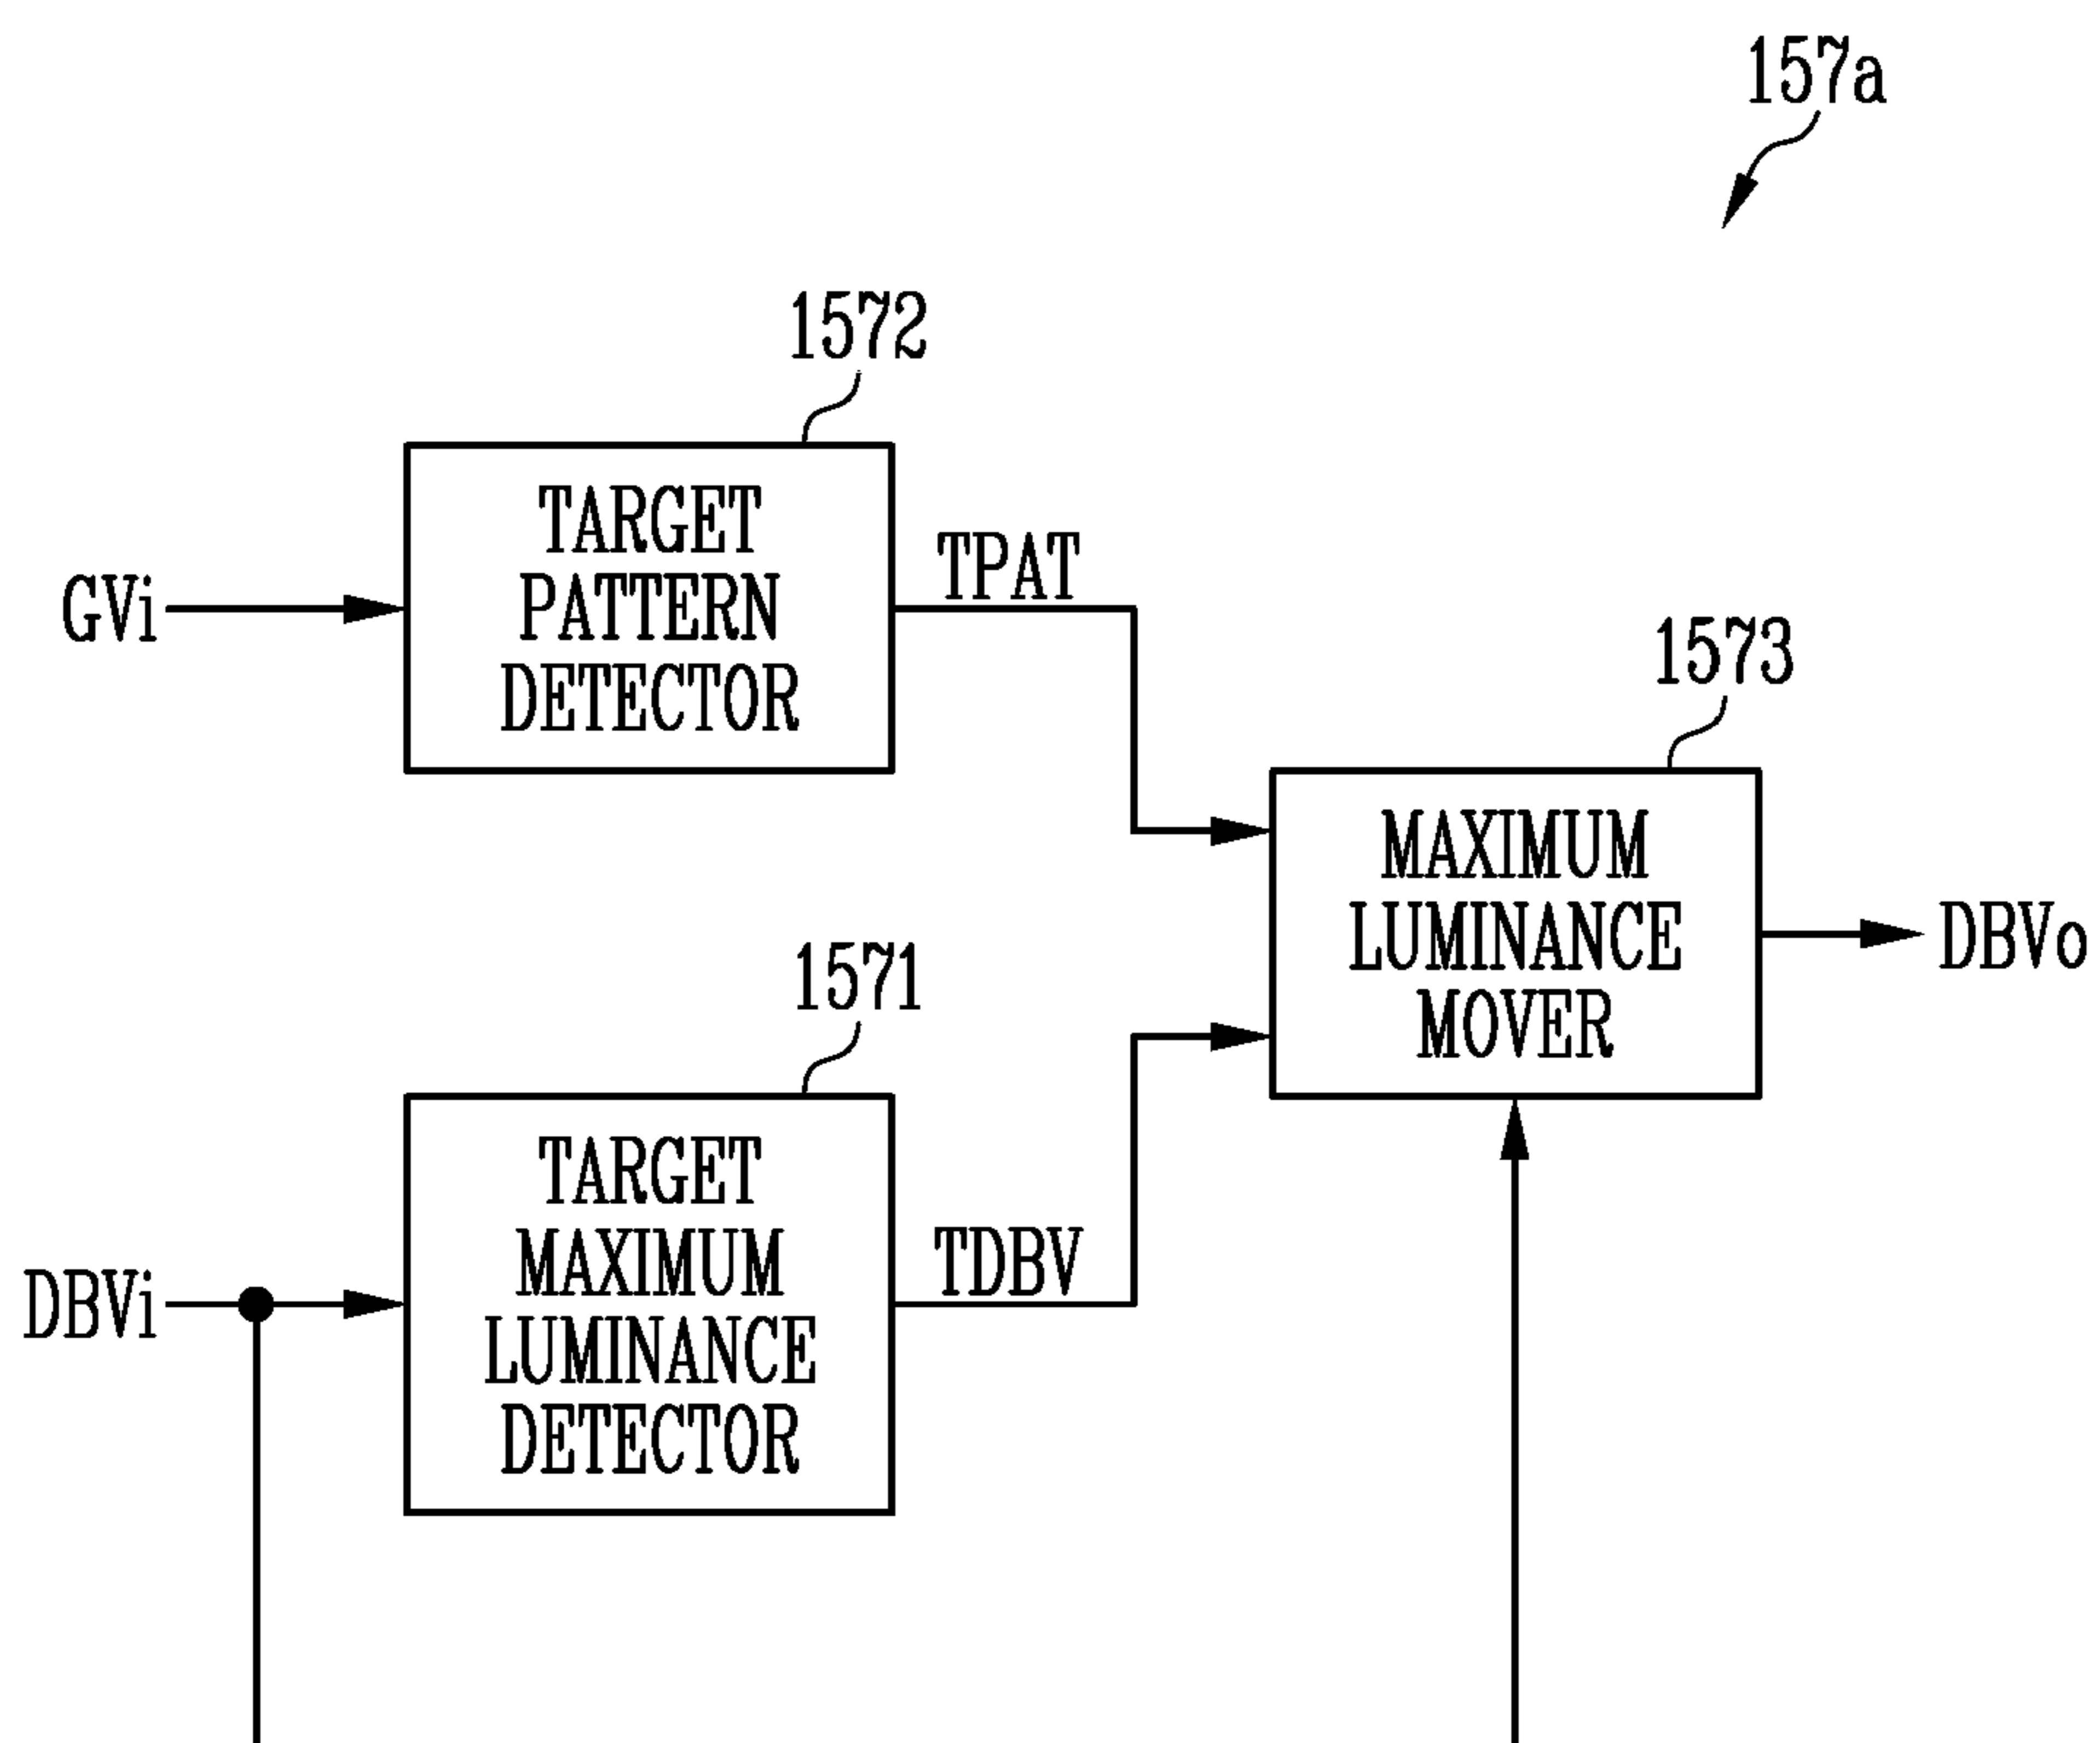 157a
1572
TARGET
PATTERN
DETECTOR
GVi
TPAT
1573
MAXIMUM
LUMINANCE
MOVER
DBVo
1571
TARGET
MAXIMUM
LUMINANCE
DETECTOR
DBVi
TDBV